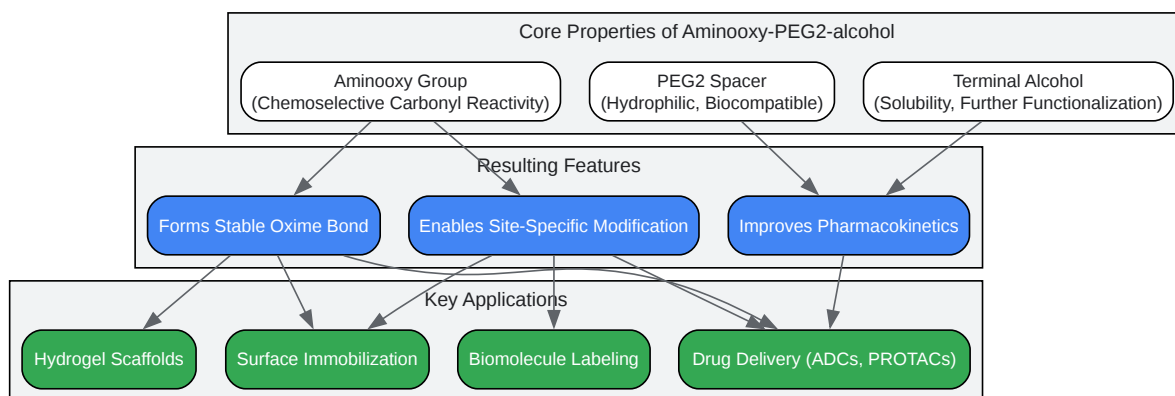 Core Properties of Aminooxy-PEG2-alcohol
Aminooxy Group
(Chemoselective Carbonyl Reactivity)
PEG2 Spacer
(Hydrophilic, Biocompatible)
Terminal Alcohol
(Solubility, Further Functionalization)
Resulting Features
Forms Stable Oxime Bond
Enables Site-Specific Modification
Improves Pharmacokinetics
Key Applications
Hydrogel Scaffolds
Surface Immobilization
Biomolecule Labeling
Drug Delivery (ADCs, PROTACs)